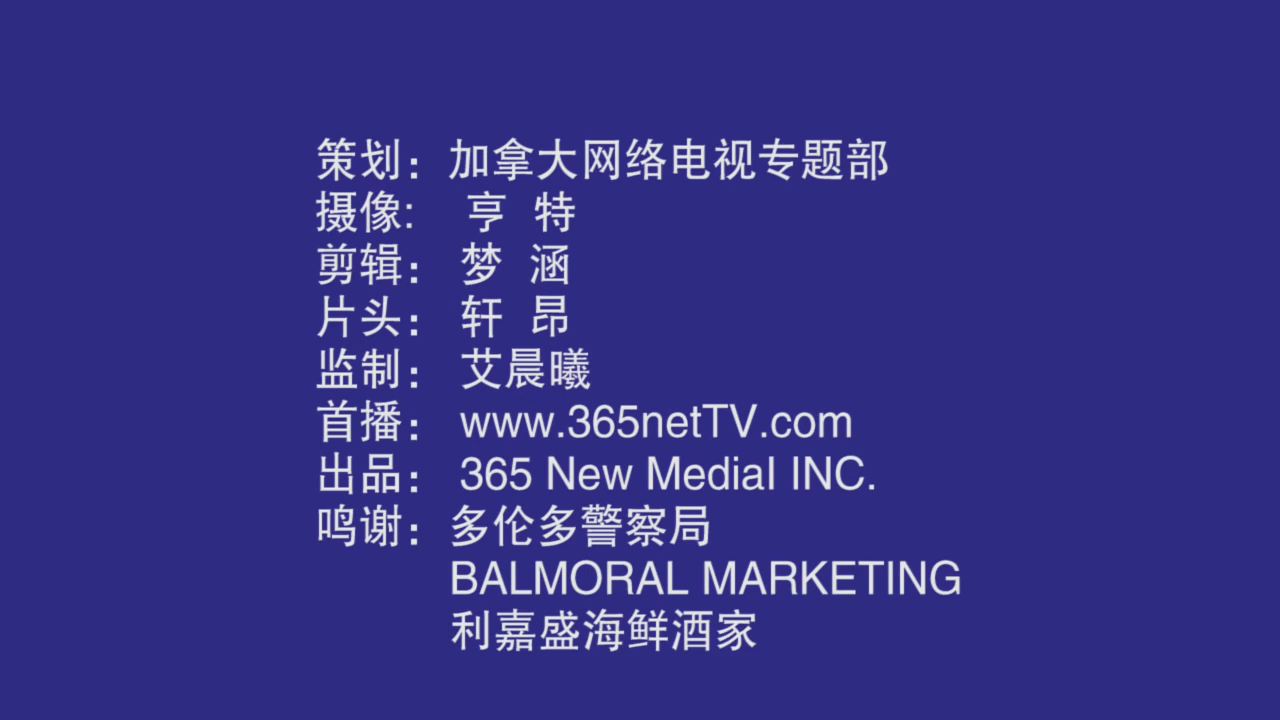 策划：加拿大网络电视专题部
摄像: 亨 特
剪辑： 梦 涵
片头： 轩 昂
监制： 艾晨曦
首播： www.365netTV.com
出品： 365 New Medial INC.
鸣谢：多伦多警察局
BALMORAL MARKETING
利嘉盛海鲜酒家